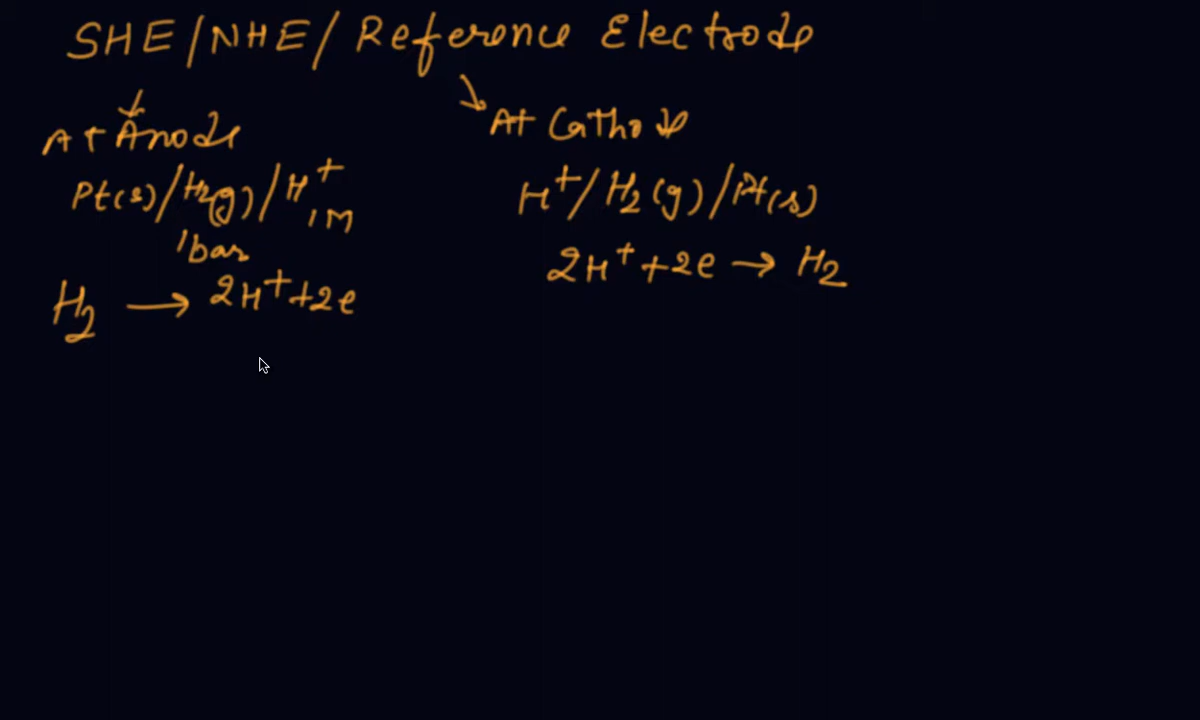 SHE/NHE/Reference Electrode
At Anode
Pt(s)/H2(g)/H+
1M
1bar
H2 → 2H+ +2e
At Cathode
H+/H2(g)/Pt(s)
2H+ +2e → H2